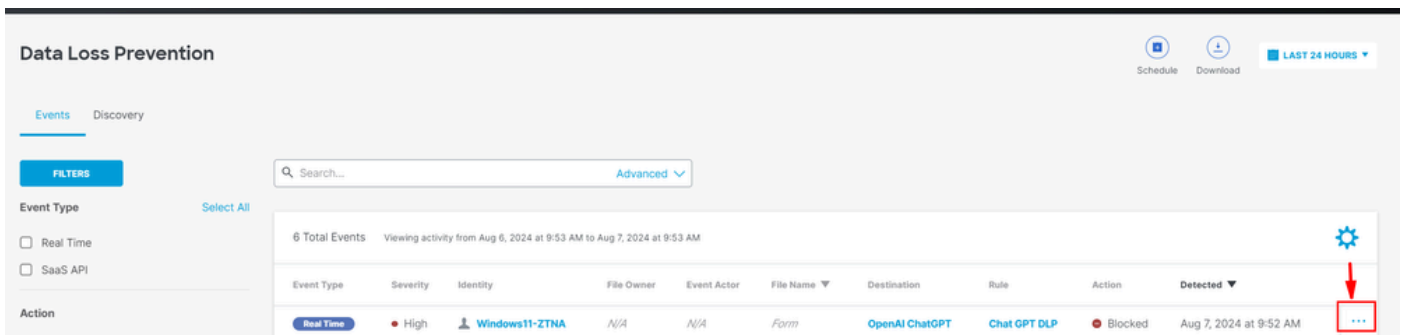 Data Loss Prevention
Schedule
Download
LAST 24 HOURS
Events
Discovery
FILTERS
Search...
Advanced
Event Type
Select All
Real Time
SaaS API
Action
6 Total Events
Viewing activity from Aug 6, 2024 at 9:53 AM to Aug 7, 2024 at 9:53 AM
Event Type Severity Identity File Owner Event Actor File Name Destination Rule Action Detected
Real Time High Windows11-ZTNA N/A N/A Form OpenAI ChatGPT Chat GPT DLP Blocked Aug 7, 2024 at 9:52 AM ...